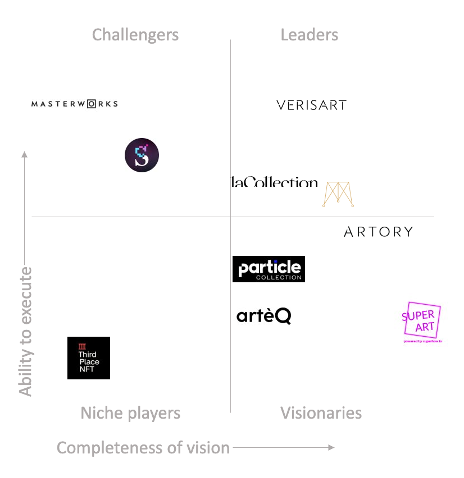 Challengers
Leaders
MASTERWORKS
VERISART
S
laCollection
ARTORY
particle
COLLECTION
artèQ
SUPER
ART
Third
Place
NFT
Ability to execute
Niche players
Visionaries
Completeness of vision